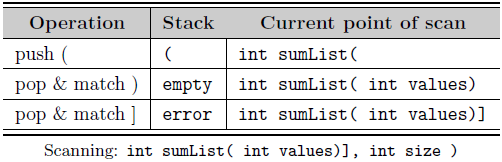 Operation Stack Current point of scan
push ( ( int sumList(
pop & match ) empty int sumList( int values)
pop & match ] error int sumList( int values)]
Scanning: int sumList( int values)], int size )